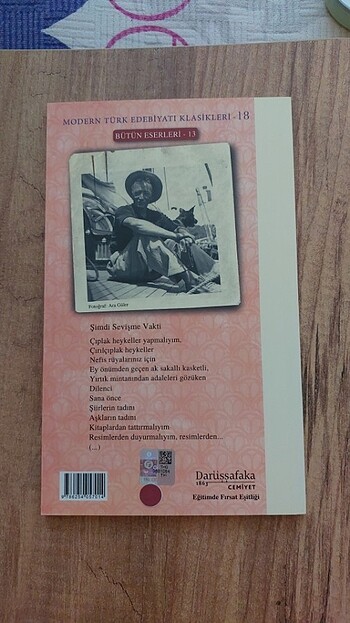 MODERN TÜRK EDEBİYATI KLASİKLERİ - 18
BÜTÜN ESERLERİ - 13
Fotoğraf: Ara Güler
Şimdi Sevişme Vakti
Çıplak heykeller yapmalıyım.
Çırılçıplak heykeller
Nefis rüyalarınız için
Ey önümden geçen ak sakallı kasketli,
Yırtık mintanından adaleleri gözüken
Dilenci
Sana önce
Şiirlerin tadını
Aşkların tadını
Kitaplardan tattırmalıyım
Resimlerden duyurmalıyım, resimlerden...
(...)
Darüşşafaka
1863 CEMİYET
Eğitimde Fırsat Eşitliği